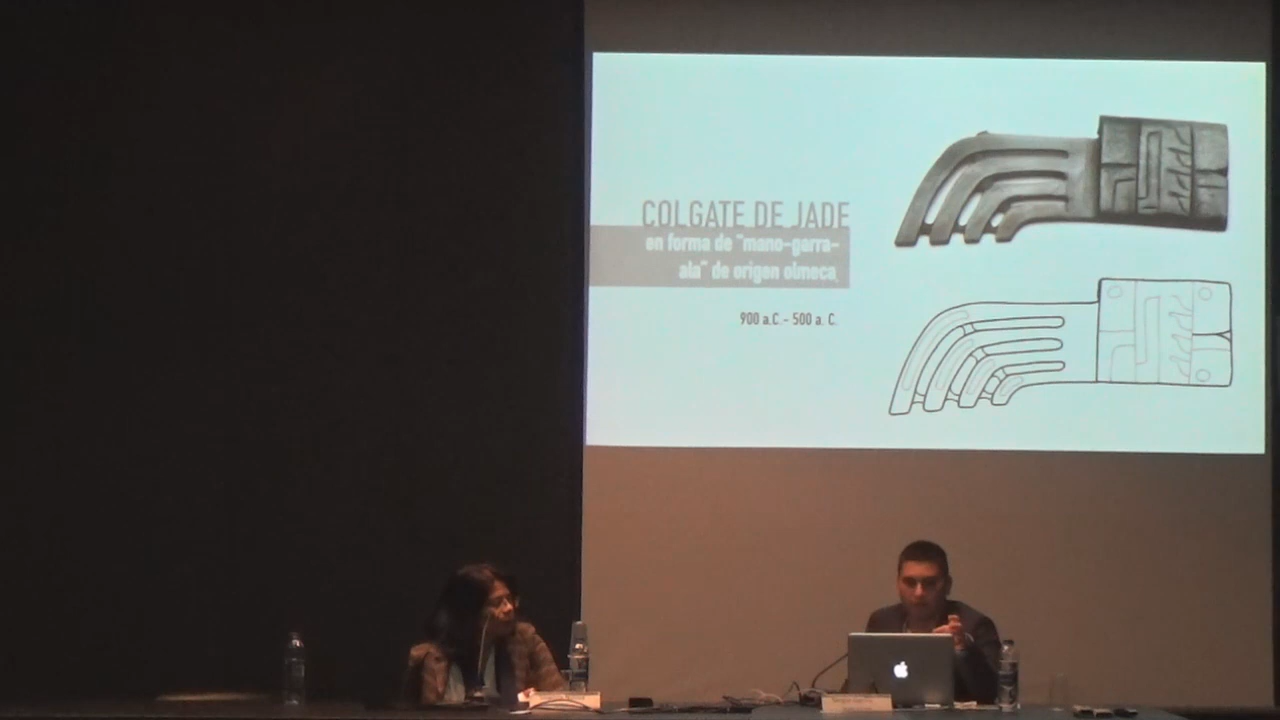 COLGATE DE JADE
en forma de "mano-garra-
ala" de origen olmeca
900 a.C. - 500 a. C.